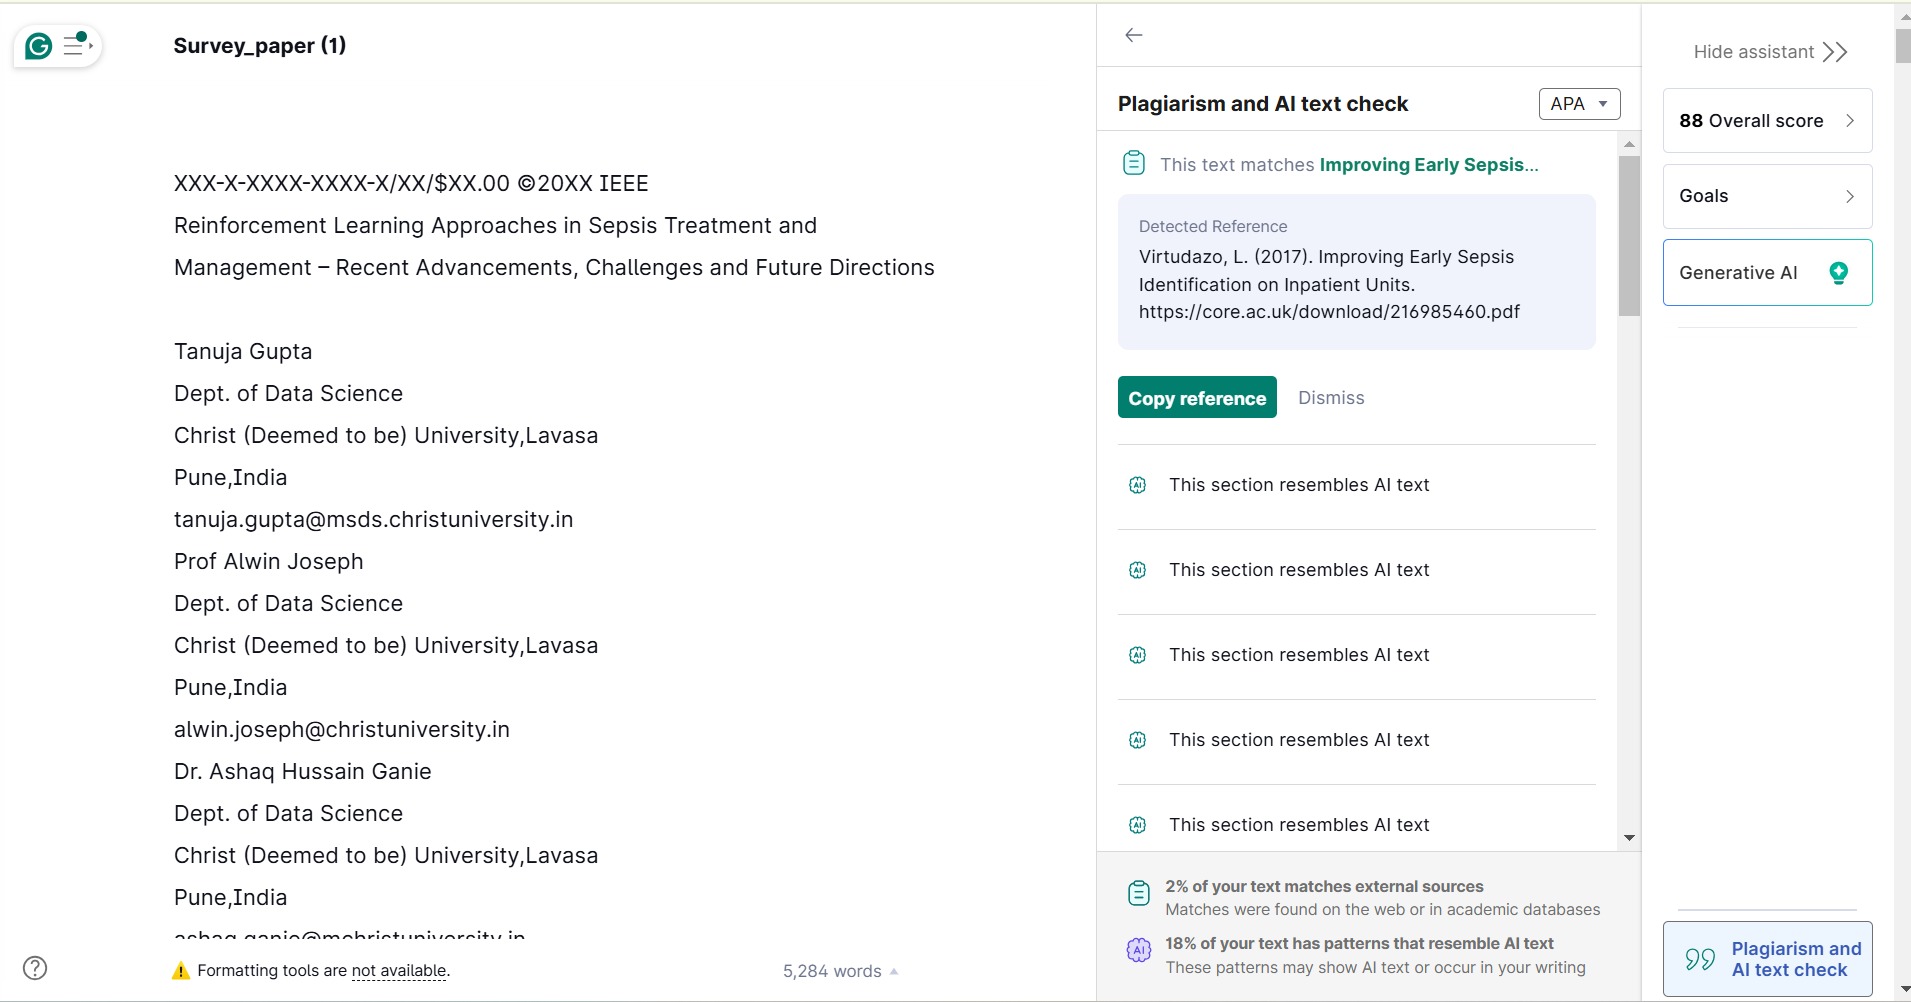 Survey_paper (1)
XXX-X-XXXX-XXXX-X/XX/$XX.00 ©20XX IEEE
Reinforcement Learning Approaches in Sepsis Treatment and
Management – Recent Advancements, Challenges and Future Directions
Tanuja Gupta
Dept. of Data Science
Christ (Deemed to be) University,Lavasa
Pune,India
tanuja.gupta@msds.christuniversity.in
Prof Alwin Joseph
Dept. of Data Science
Christ (Deemed to be) University,Lavasa
Pune,India
alwin.joseph@christuniversity.in
Dr. Ashaq Hussain Ganie
Dept. of Data Science
Christ (Deemed to be) University,Lavasa
Pune,India
ashaq.ganie@mchristuniversity.in
Formatting tools are not available.
5,284 words
Plagiarism and AI text check
APA
This text matches Improving Early Sepsis...
Detected Reference
Virtudazo, L. (2017). Improving Early Sepsis
Identification on Inpatient Units.
https://core.ac.uk/download/216985460.pdf
Copy reference
Dismiss
AI This section resembles AI text
AI This section resembles AI text
AI This section resembles AI text
AI This section resembles AI text
AI This section resembles AI text
2% of your text matches external sources
Matches were found on the web or in academic databases
AI 18% of your text has patterns that resemble AI text
These patterns may show AI text or occur in your writing
Hide assistant
88 Overall score
Goals
Generative AI
Plagiarism and
AI text check